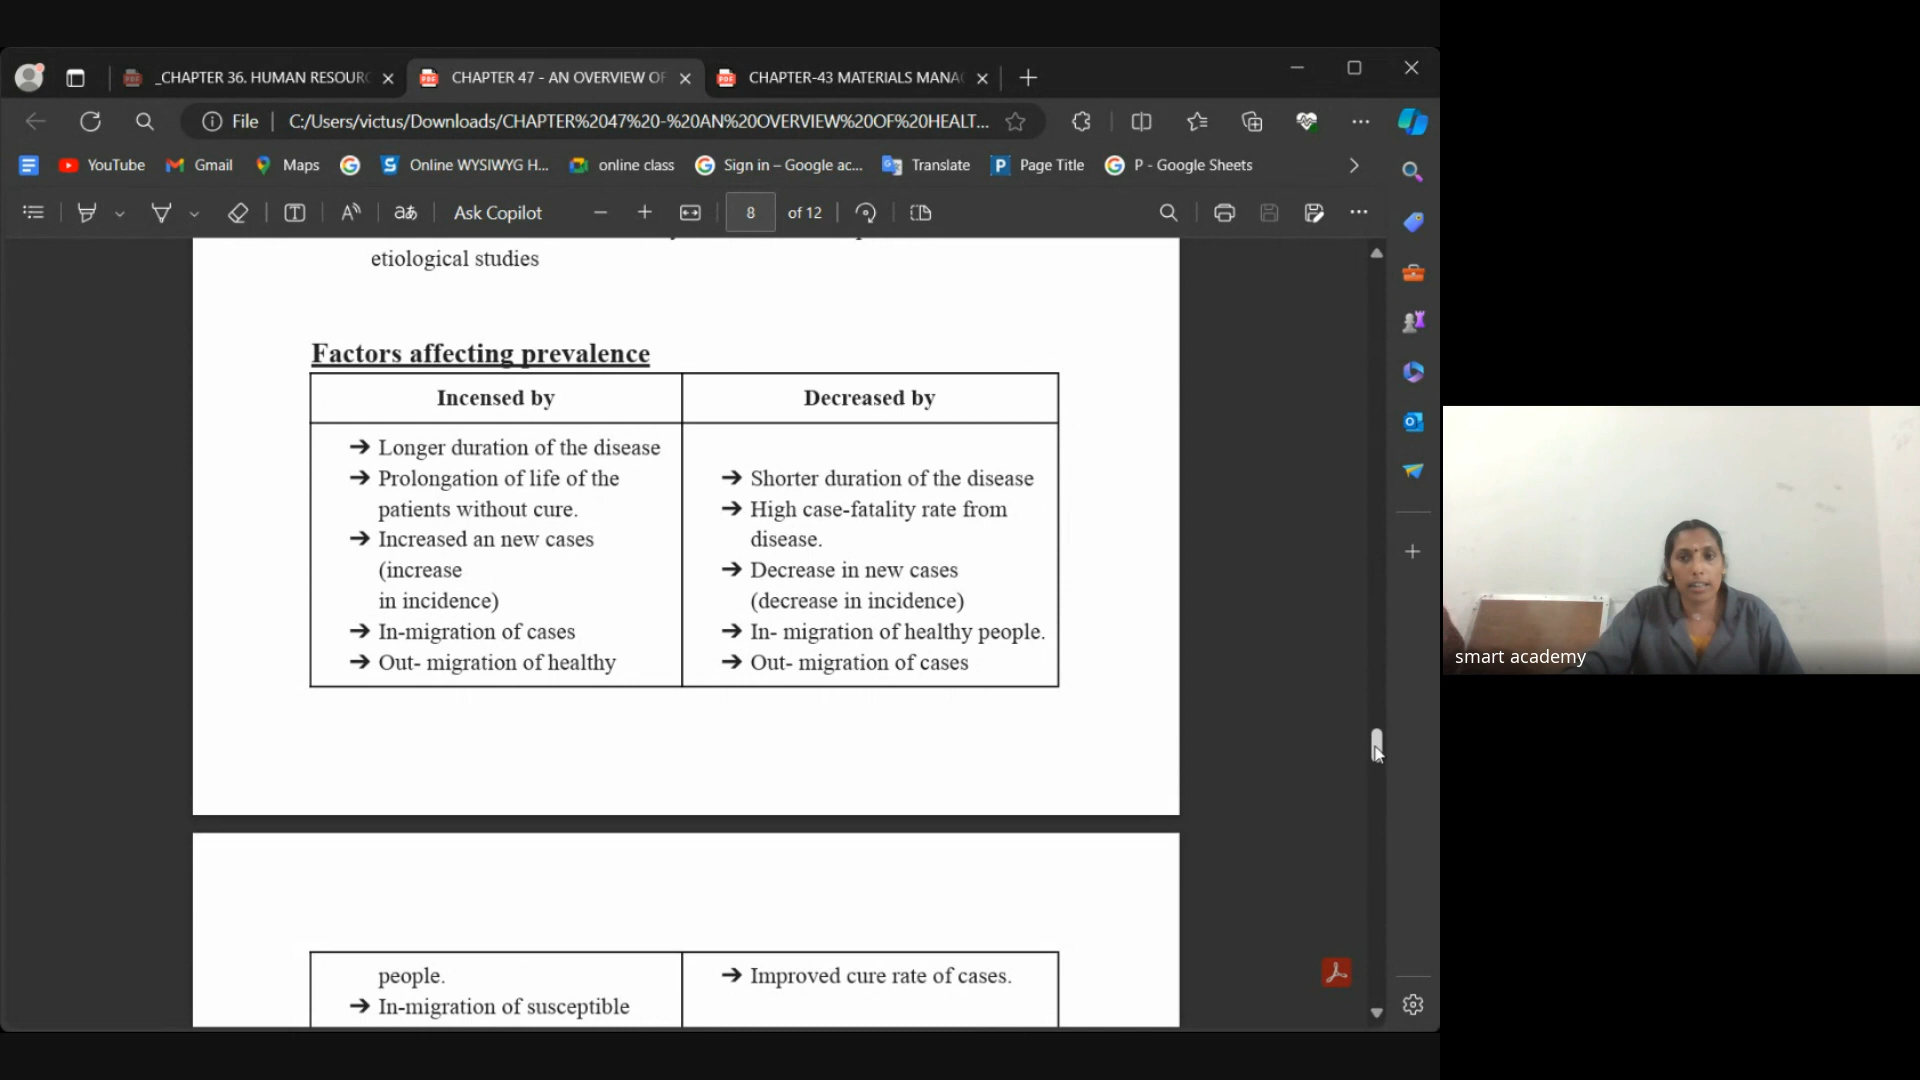 _CHAPTER 36. HUMAN RESOURC
CHAPTER 47 - AN OVERVIEW OF
CHAPTER-43 MATERIALS MANA
File
C:/Users/victus/Downloads/CHAPTER%2047%20-%20AN%20OVERVIEW%20OF%20HEALT...
YouTube
Gmail
Maps
Online WYSIWYG H...
online class
Sign in – Google ac...
Translate
Page Title
P - Google Sheets
Ask Copilot
8
of 12
etiological studies
Factors affecting prevalence
Incensed by
Decreased by
➔ Longer duration of the disease
➔ Prolongation of life of the
patients without cure.
➔ Increased an new cases
(increase
in incidence)
➔ In-migration of cases
➔ Out- migration of healthy
➔ Shorter duration of the disease
➔ High case-fatality rate from
disease.
➔ Decrease in new cases
(decrease in incidence)
➔ In- migration of healthy people.
➔ Out- migration of cases
people.
➔ In-migration of susceptible
➔ Improved cure rate of cases.
smart academy